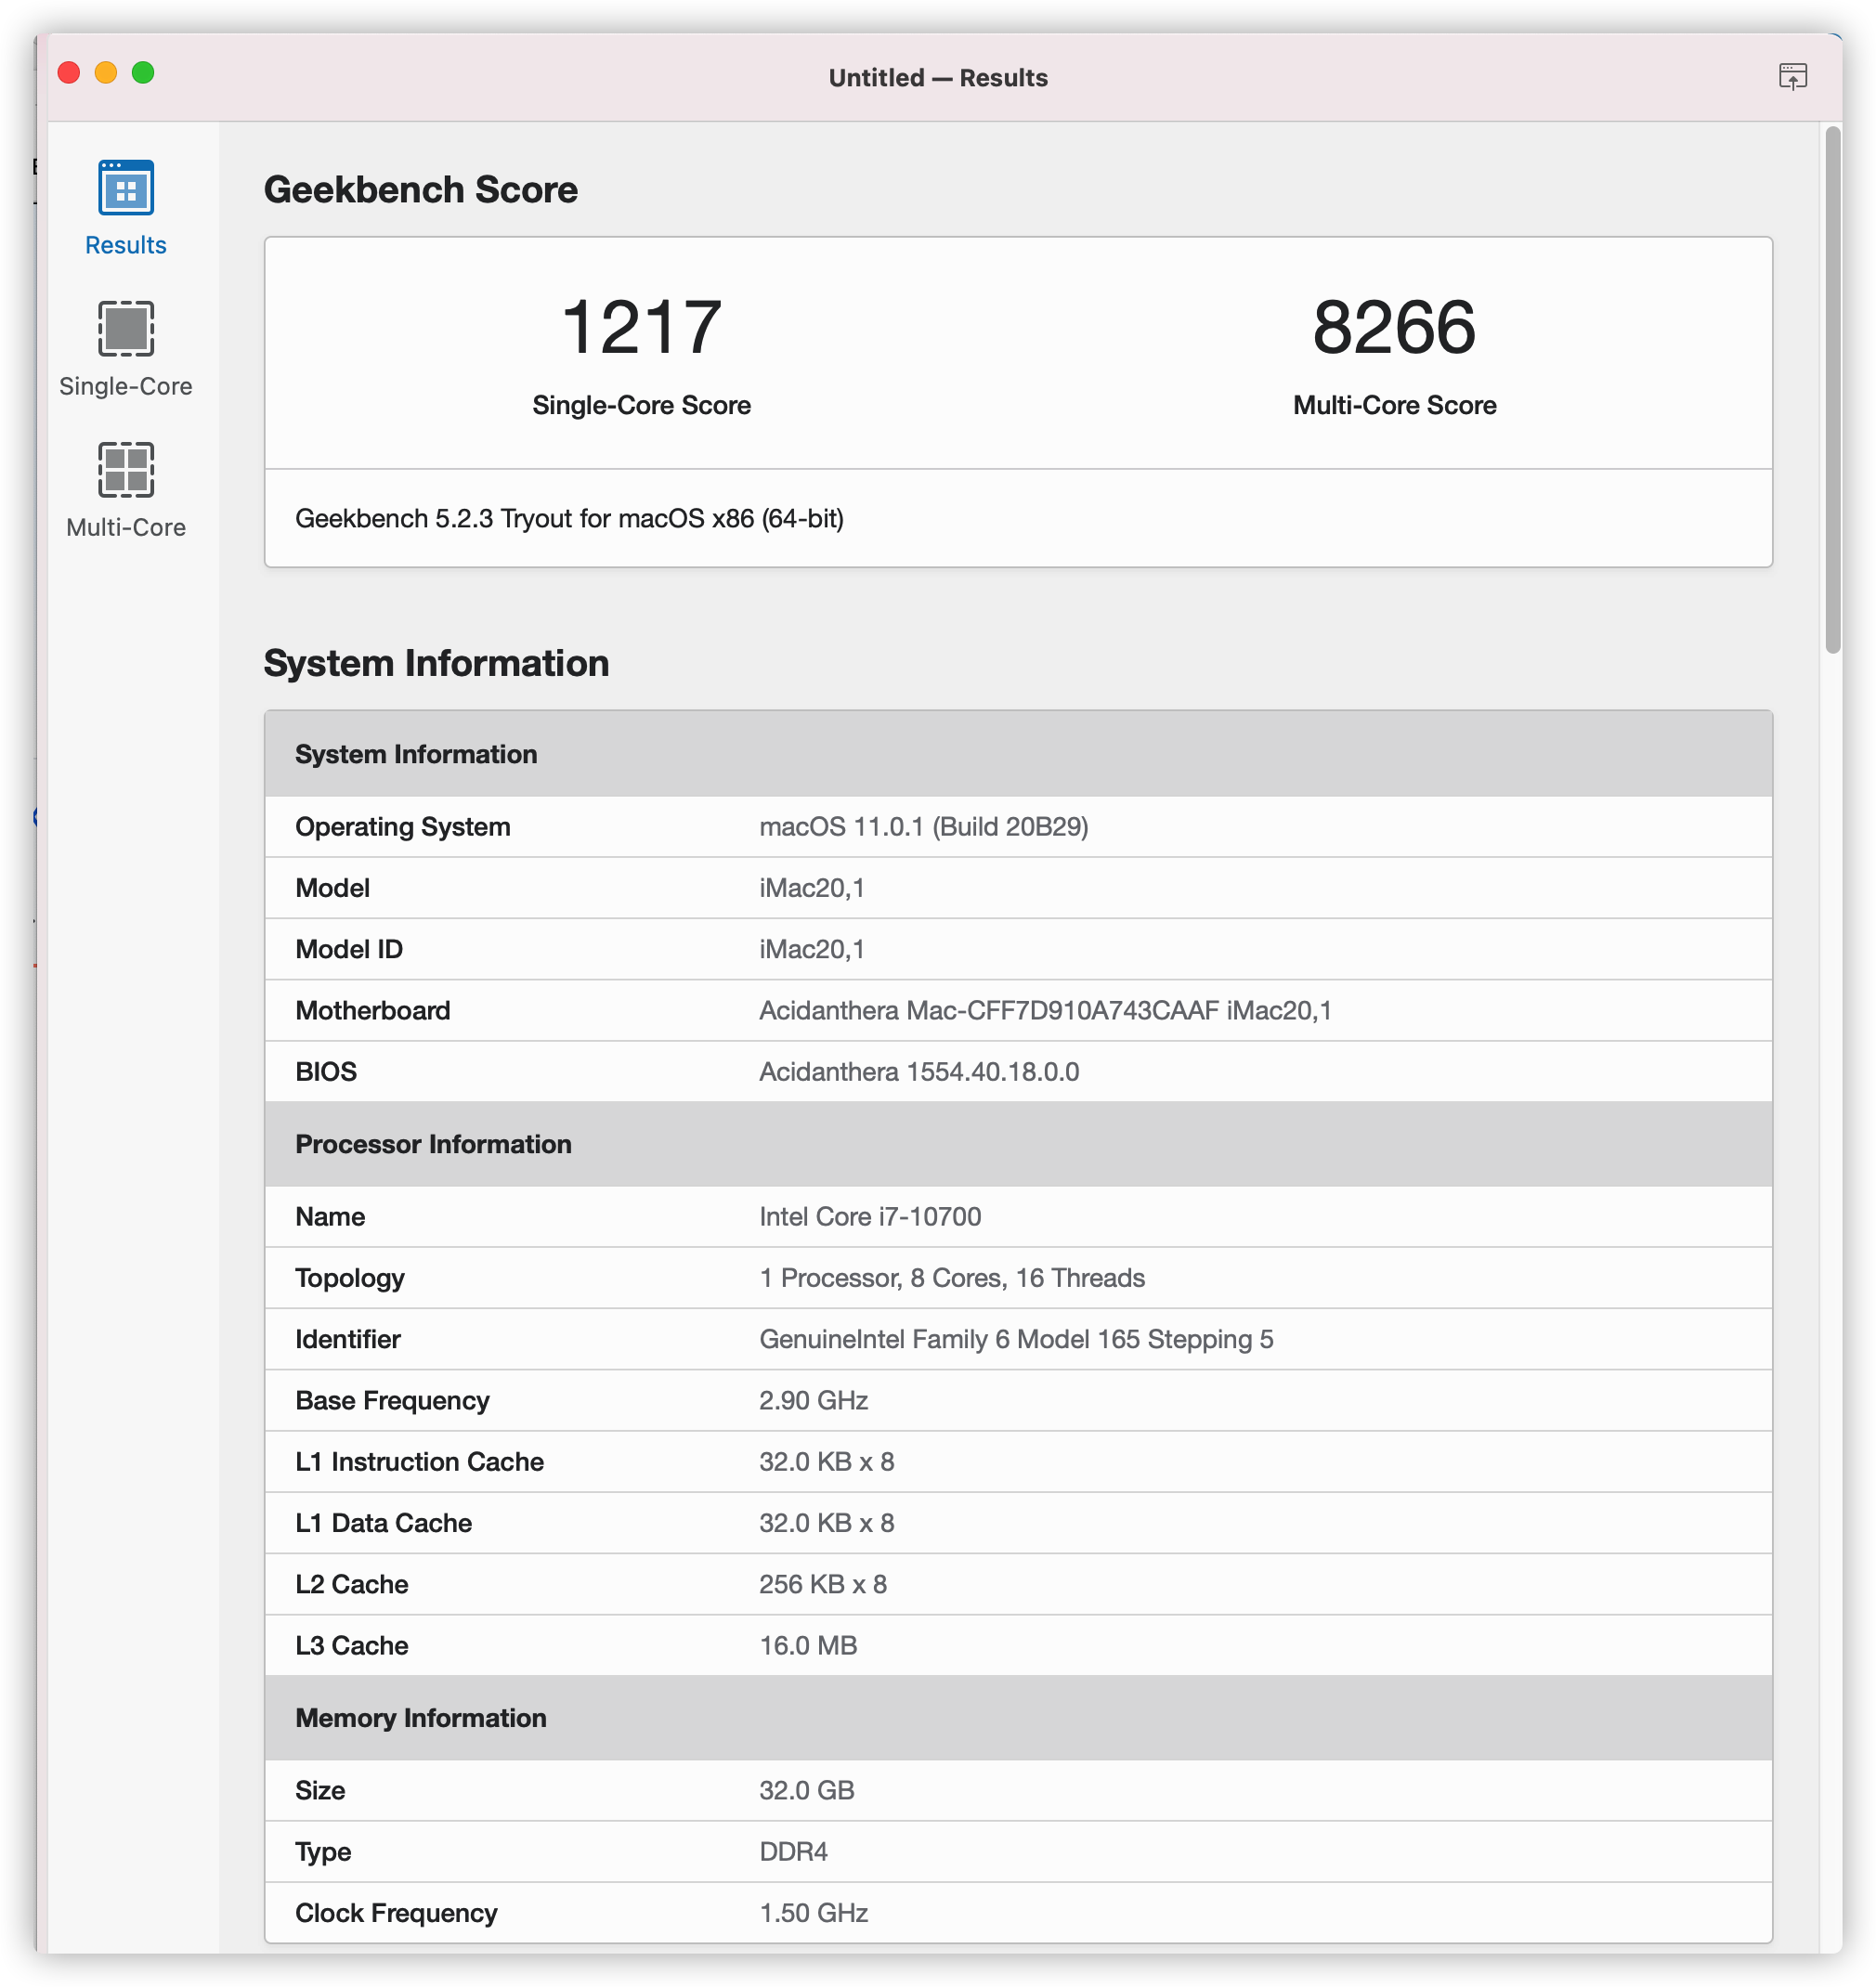 Untitled — Results
Results
Single-Core
Multi-Core
Geekbench Score
1217
Single-Core Score
8266
Multi-Core Score
Geekbench 5.2.3 Tryout for macOS x86 (64-bit)
System Information
System Information
Operating System macOS 11.0.1 (Build 20B29)
Model iMac20,1
Model ID iMac20,1
Motherboard Acidanthera Mac-CFF7D910A743CAAF iMac20,1
BIOS Acidanthera 1554.40.18.0.0
Processor Information
Name Intel Core i7-10700
Topology 1 Processor, 8 Cores, 16 Threads
Identifier GenuineIntel Family 6 Model 165 Stepping 5
Base Frequency 2.90 GHz
L1 Instruction Cache 32.0 KB x 8
L1 Data Cache 32.0 KB x 8
L2 Cache 256 KB x 8
L3 Cache 16.0 MB
Memory Information
Size 32.0 GB
Type DDR4
Clock Frequency 1.50 GHz